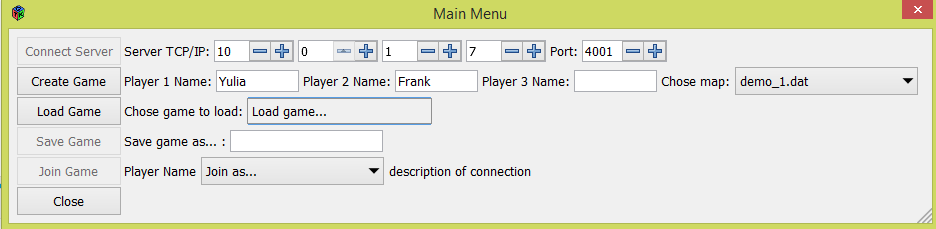 Main Menu
Connect Server Server TCP/IP: 10 0 1 7 Port: 4001
Create Game Player 1 Name: Yulia Player 2 Name: Frank Player 3 Name: Chose map: demo_1.dat
Load Game Chose game to load: Load game...
Save Game Save game as... :
Join Game Player Name Join as... description of connection
Close